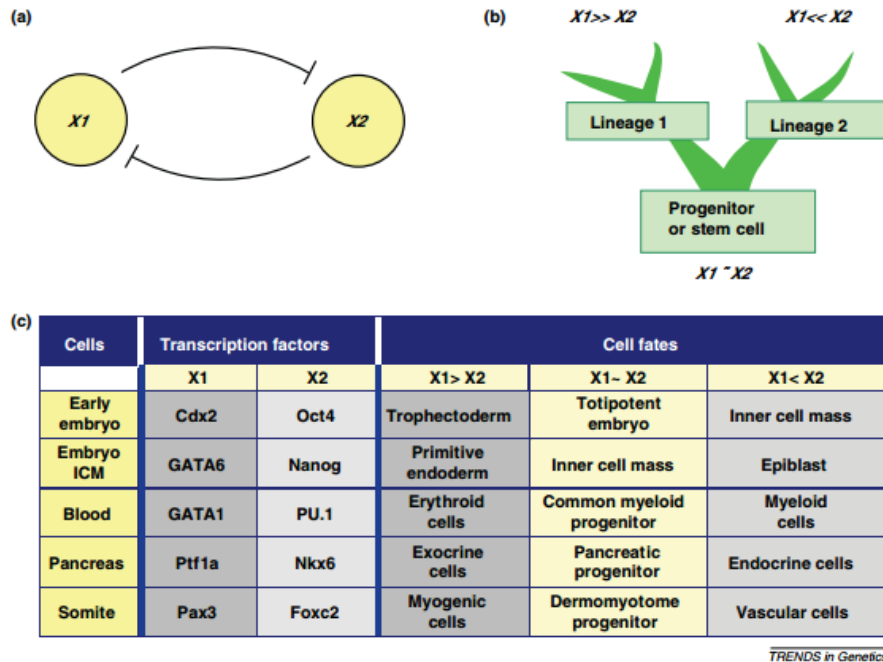 (a)
X1
X2
(b)
X1>> X2
X1<< X2
Lineage 1
Lineage 2
Progenitor
or stem cell
X1 ~ X2
(c)
Cells
Transcription factors
Cell fates
X1
X2
X1> X2
X1~ X2
X1< X2
Early
embryo
Cdx2
Oct4
Trophectoderm
Totipotent
embryo
Inner cell mass
Embryo
ICM
GATA6
Nanog
Primitive
endoderm
Inner cell mass
Epiblast
Blood
GATA1
PU.1
Erythroid
cells
Common myeloid
progenitor
Myeloid
cells
Pancreas
Ptf1a
Nkx6
Exocrine
cells
Pancreatic
progenitor
Endocrine cells
Somite
Pax3
Foxc2
Myogenic
cells
Dermomyotome
progenitor
Vascular cells
TRENDS in Genetics